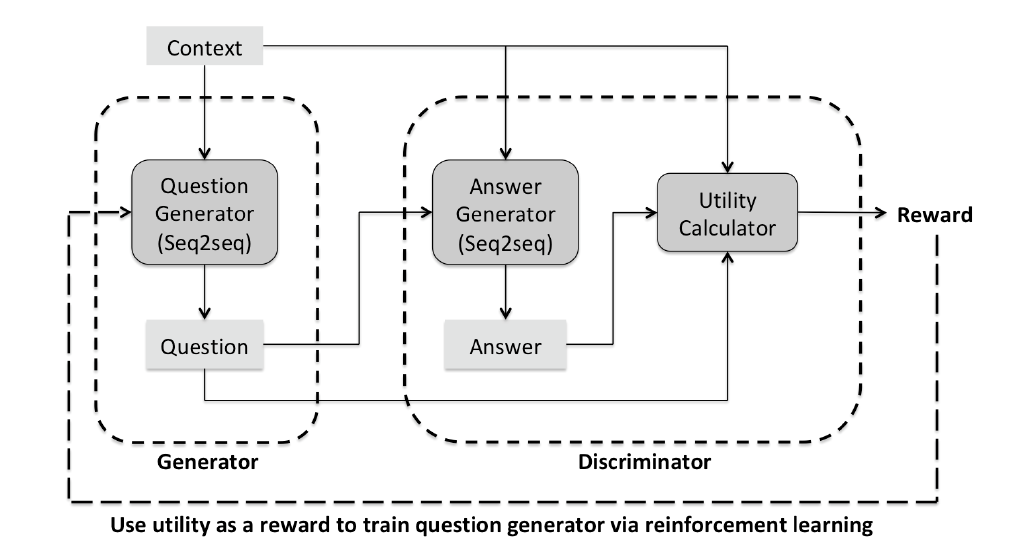 Context
Question
Generator
(Seq2seq)
Answer
Generator
(Seq2seq)
Utility
Calculator
Reward
Question
Answer
Generator
Discriminator
Use utility as a reward to train question generator via reinforcement learning